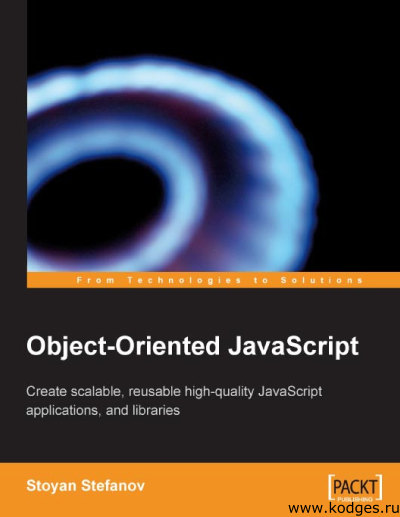 From Technologies to Solutions
Object-Oriented JavaScript
Create scalable, reusable high-quality JavaScript
applications, and libraries
Stoyan Stefanov
[PACKT]
PUBLISHING
www.kodges.ru